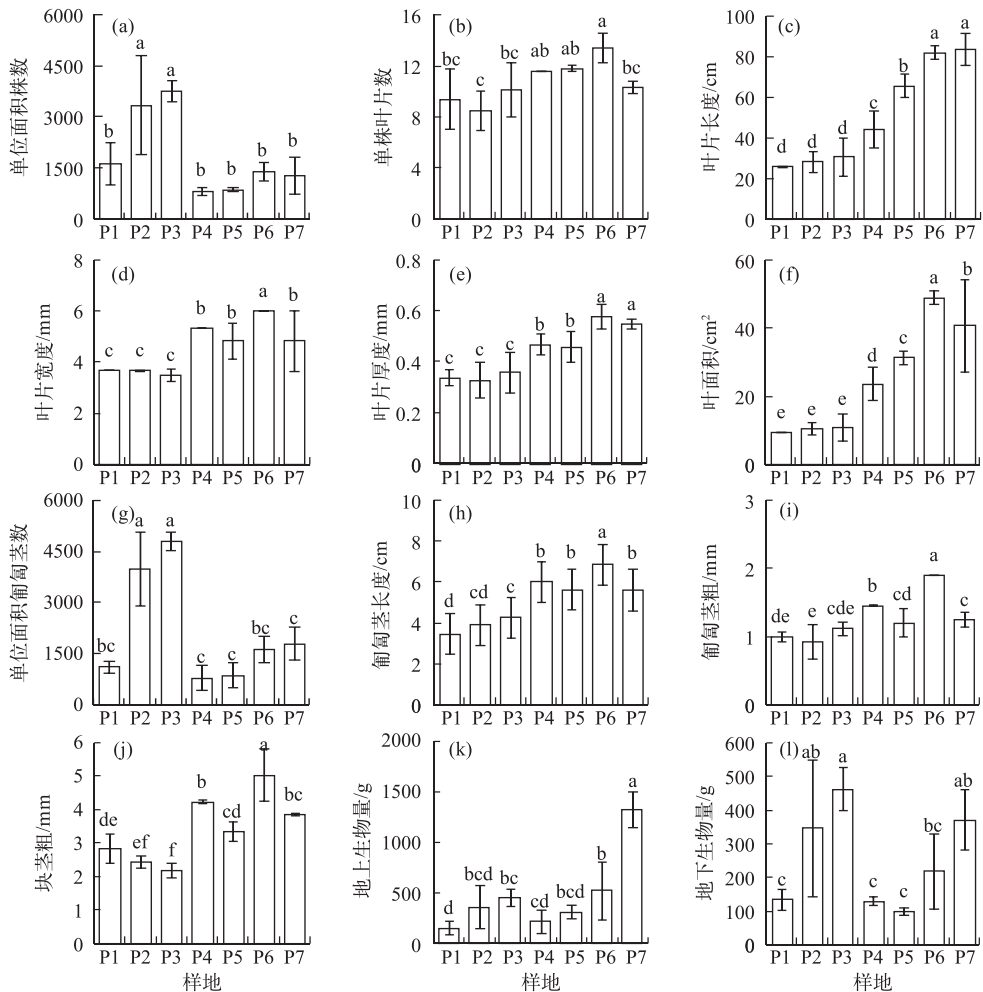 (a)
单位面积株数
6000
4500
3000
1500
0
b a a b b b b
P1 P2 P3 P4 P5 P6 P7
(b)
单株叶片数
16
12
8
4
0
bc c bc ab ab a bc
P1 P2 P3 P4 P5 P6 P7
(c)
叶片长度/cm
100
80
60
40
20
0
d d d c b a a
P1 P2 P3 P4 P5 P6 P7
(d)
叶片宽度/mm
8
6
4
2
0
c c c b b a b
P1 P2 P3 P4 P5 P6 P7
(e)
叶片厚度/mm
0.8
0.6
0.4
0.2
0
c c c b b a a
P1 P2 P3 P4 P5 P6 P7
(f)
叶面积/cm²
60
40
20
0
e e e d c a b
P1 P2 P3 P4 P5 P6 P7
(g)
单位面积匍匐茎数
6000
4500
3000
1500
0
bc a a c c bc c
P1 P2 P3 P4 P5 P6 P7
(h)
匍匐茎长度/cm
10
8
6
4
2
0
d cd c b b a b
P1 P2 P3 P4 P5 P6 P7
(i)
匍匐茎粗/mm
3
2
1
0
de e cde b cd a c
P1 P2 P3 P4 P5 P6 P7
(j)
块茎粗/mm
6
5
4
3
2
1
0
de ef f b cd a bc
P1 P2 P3 P4 P5 P6 P7
样地
(k)
地上生物量/g
2000
1500
1000
500
0
d bcd bc cd bcd b a
P1 P2 P3 P4 P5 P6 P7
样地
(l)
地下生物量/g
600
500
400
300
200
100
0
c ab a c c bc ab
P1 P2 P3 P4 P5 P6 P7
样地